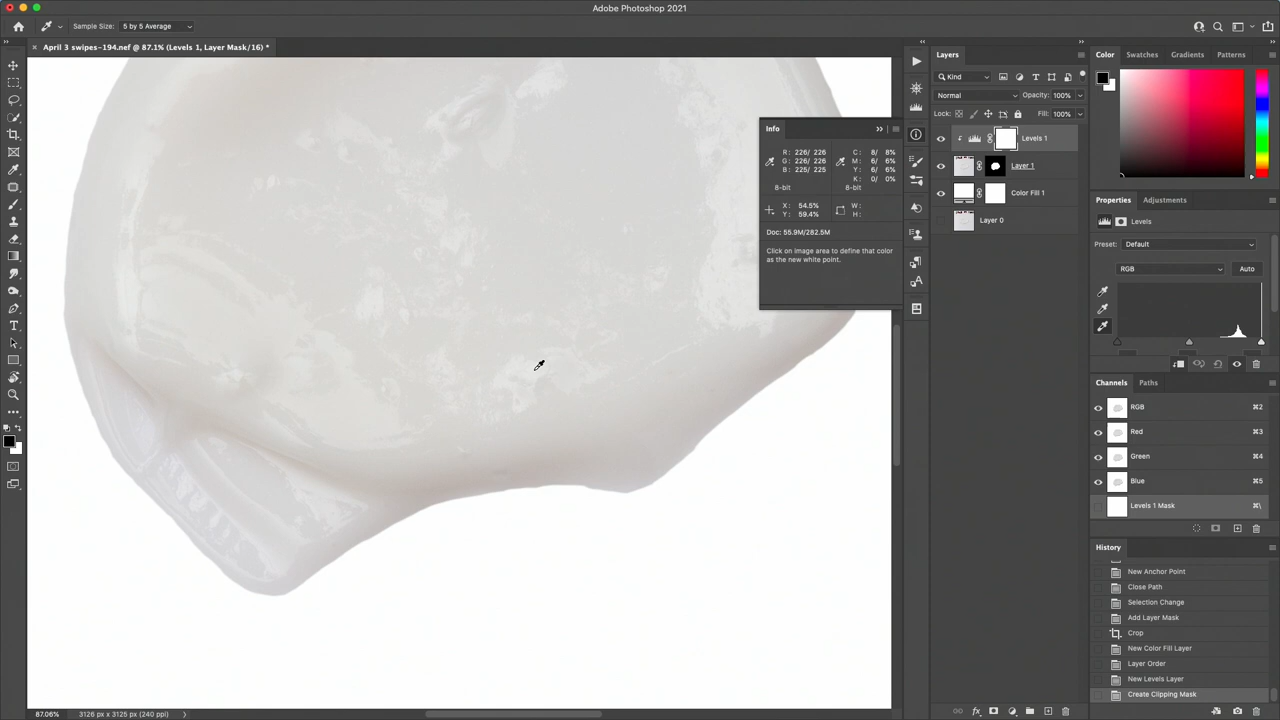 Adobe Photoshop 2021
Sample Size: 5 by 5 Average
April 3 swipes-194.nef @ 87.1% (Levels 1, Layer Mask/16) *
Info
R: 226/ 226
G: 226/ 226
B: 225/ 225
8-bit
C: 8/ 8%
M: 6/ 6%
Y: 6/ 6%
K: 0/ 0%
8-bit
X: 54.5%
Y: 59.4%
W:
H:
Doc: 55.9M/282.5M
Click on image area to define that color
as the new white point.
Layers
Kind
Normal
Opacity: 100%
Lock:
Fill: 100%
Levels 1
Layer 1
Color Fill 1
Layer 0
Color
Swatches
Gradients
Patterns
Properties
Adjustments
Levels
Preset: Default
RGB
Auto
Channels
Paths
RGB ⌘2
Red ⌘3
Green ⌘4
Blue ⌘5
Levels 1 Mask ⌘\
History
New Anchor Point
Close Path
Selection Change
Add Layer Mask
Crop
New Color Fill Layer
Layer Order
New Levels Layer
Create Clipping Mask
87.06%
3126 px x 3125 px (240 ppi)